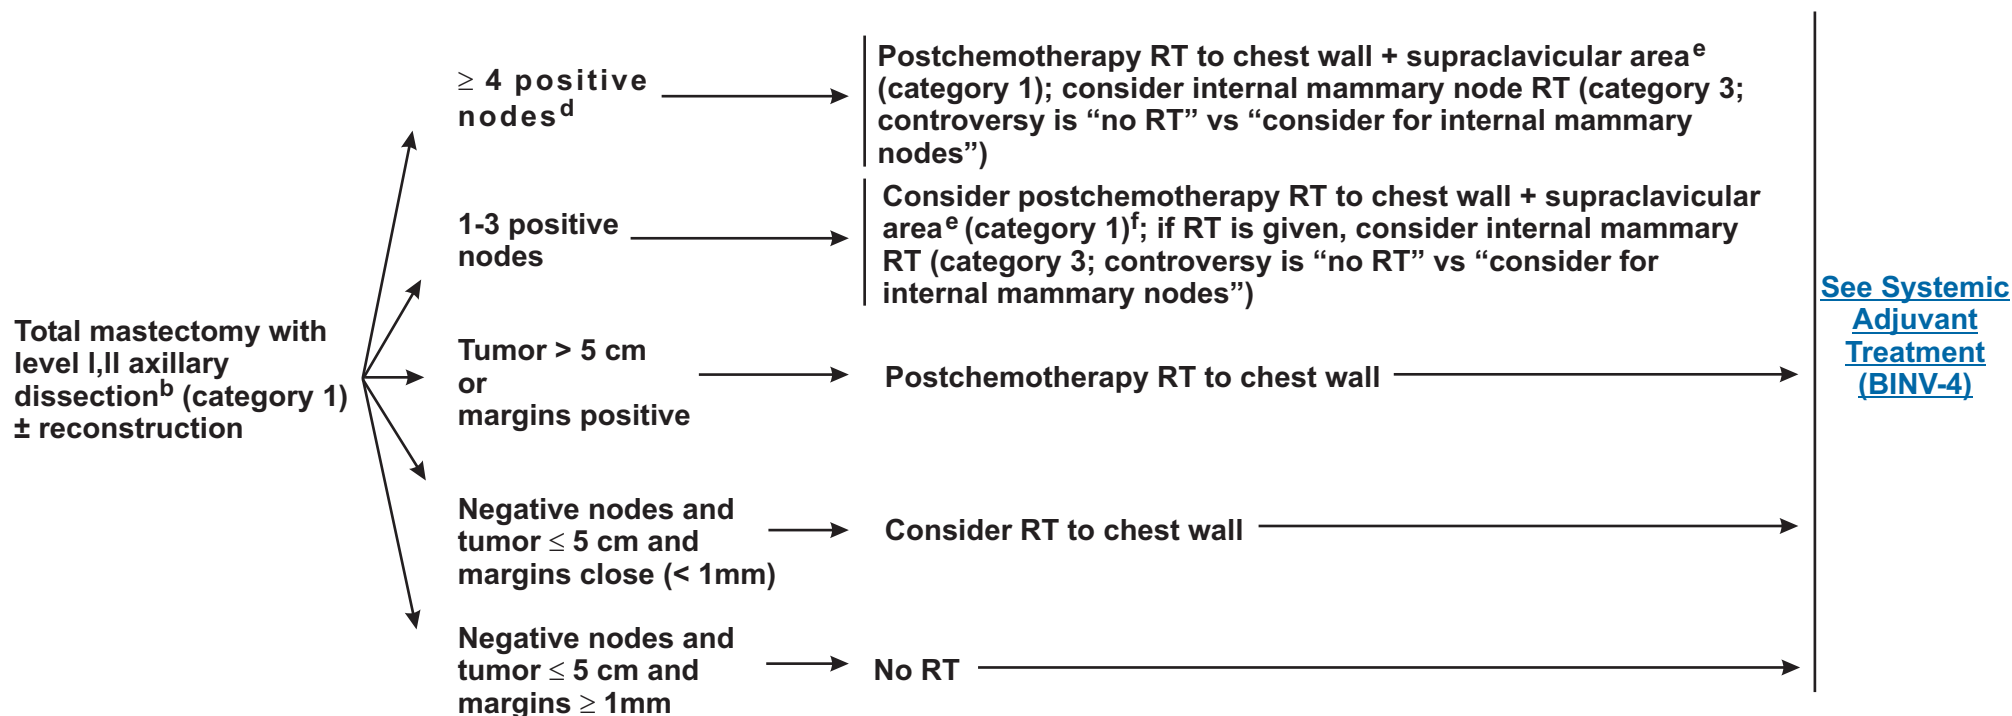 Total mastectomy with
level I,II axillary
dissectionb (category 1)
± reconstruction
≥ 4 positive
nodesd
Postchemotherapy RT to chest wall + supraclavicular areae
(category 1); consider internal mammary node RT (category 3;
controversy is “no RT” vs “consider for internal mammary
nodes”)
1-3 positive
nodes
Consider postchemotherapy RT to chest wall + supraclavicular
areae (category 1)f; if RT is given, consider internal mammary
RT (category 3; controversy is “no RT” vs “consider for
internal mammary nodes”)
Tumor > 5 cm
or
margins positive
Postchemotherapy RT to chest wall
Negative nodes and
tumor ≤ 5 cm and
margins close (< 1mm)
Consider RT to chest wall
Negative nodes and
tumor ≤ 5 cm and
margins ≥ 1mm
No RT
See Systemic
Adjuvant
Treatment
(BINV-4)